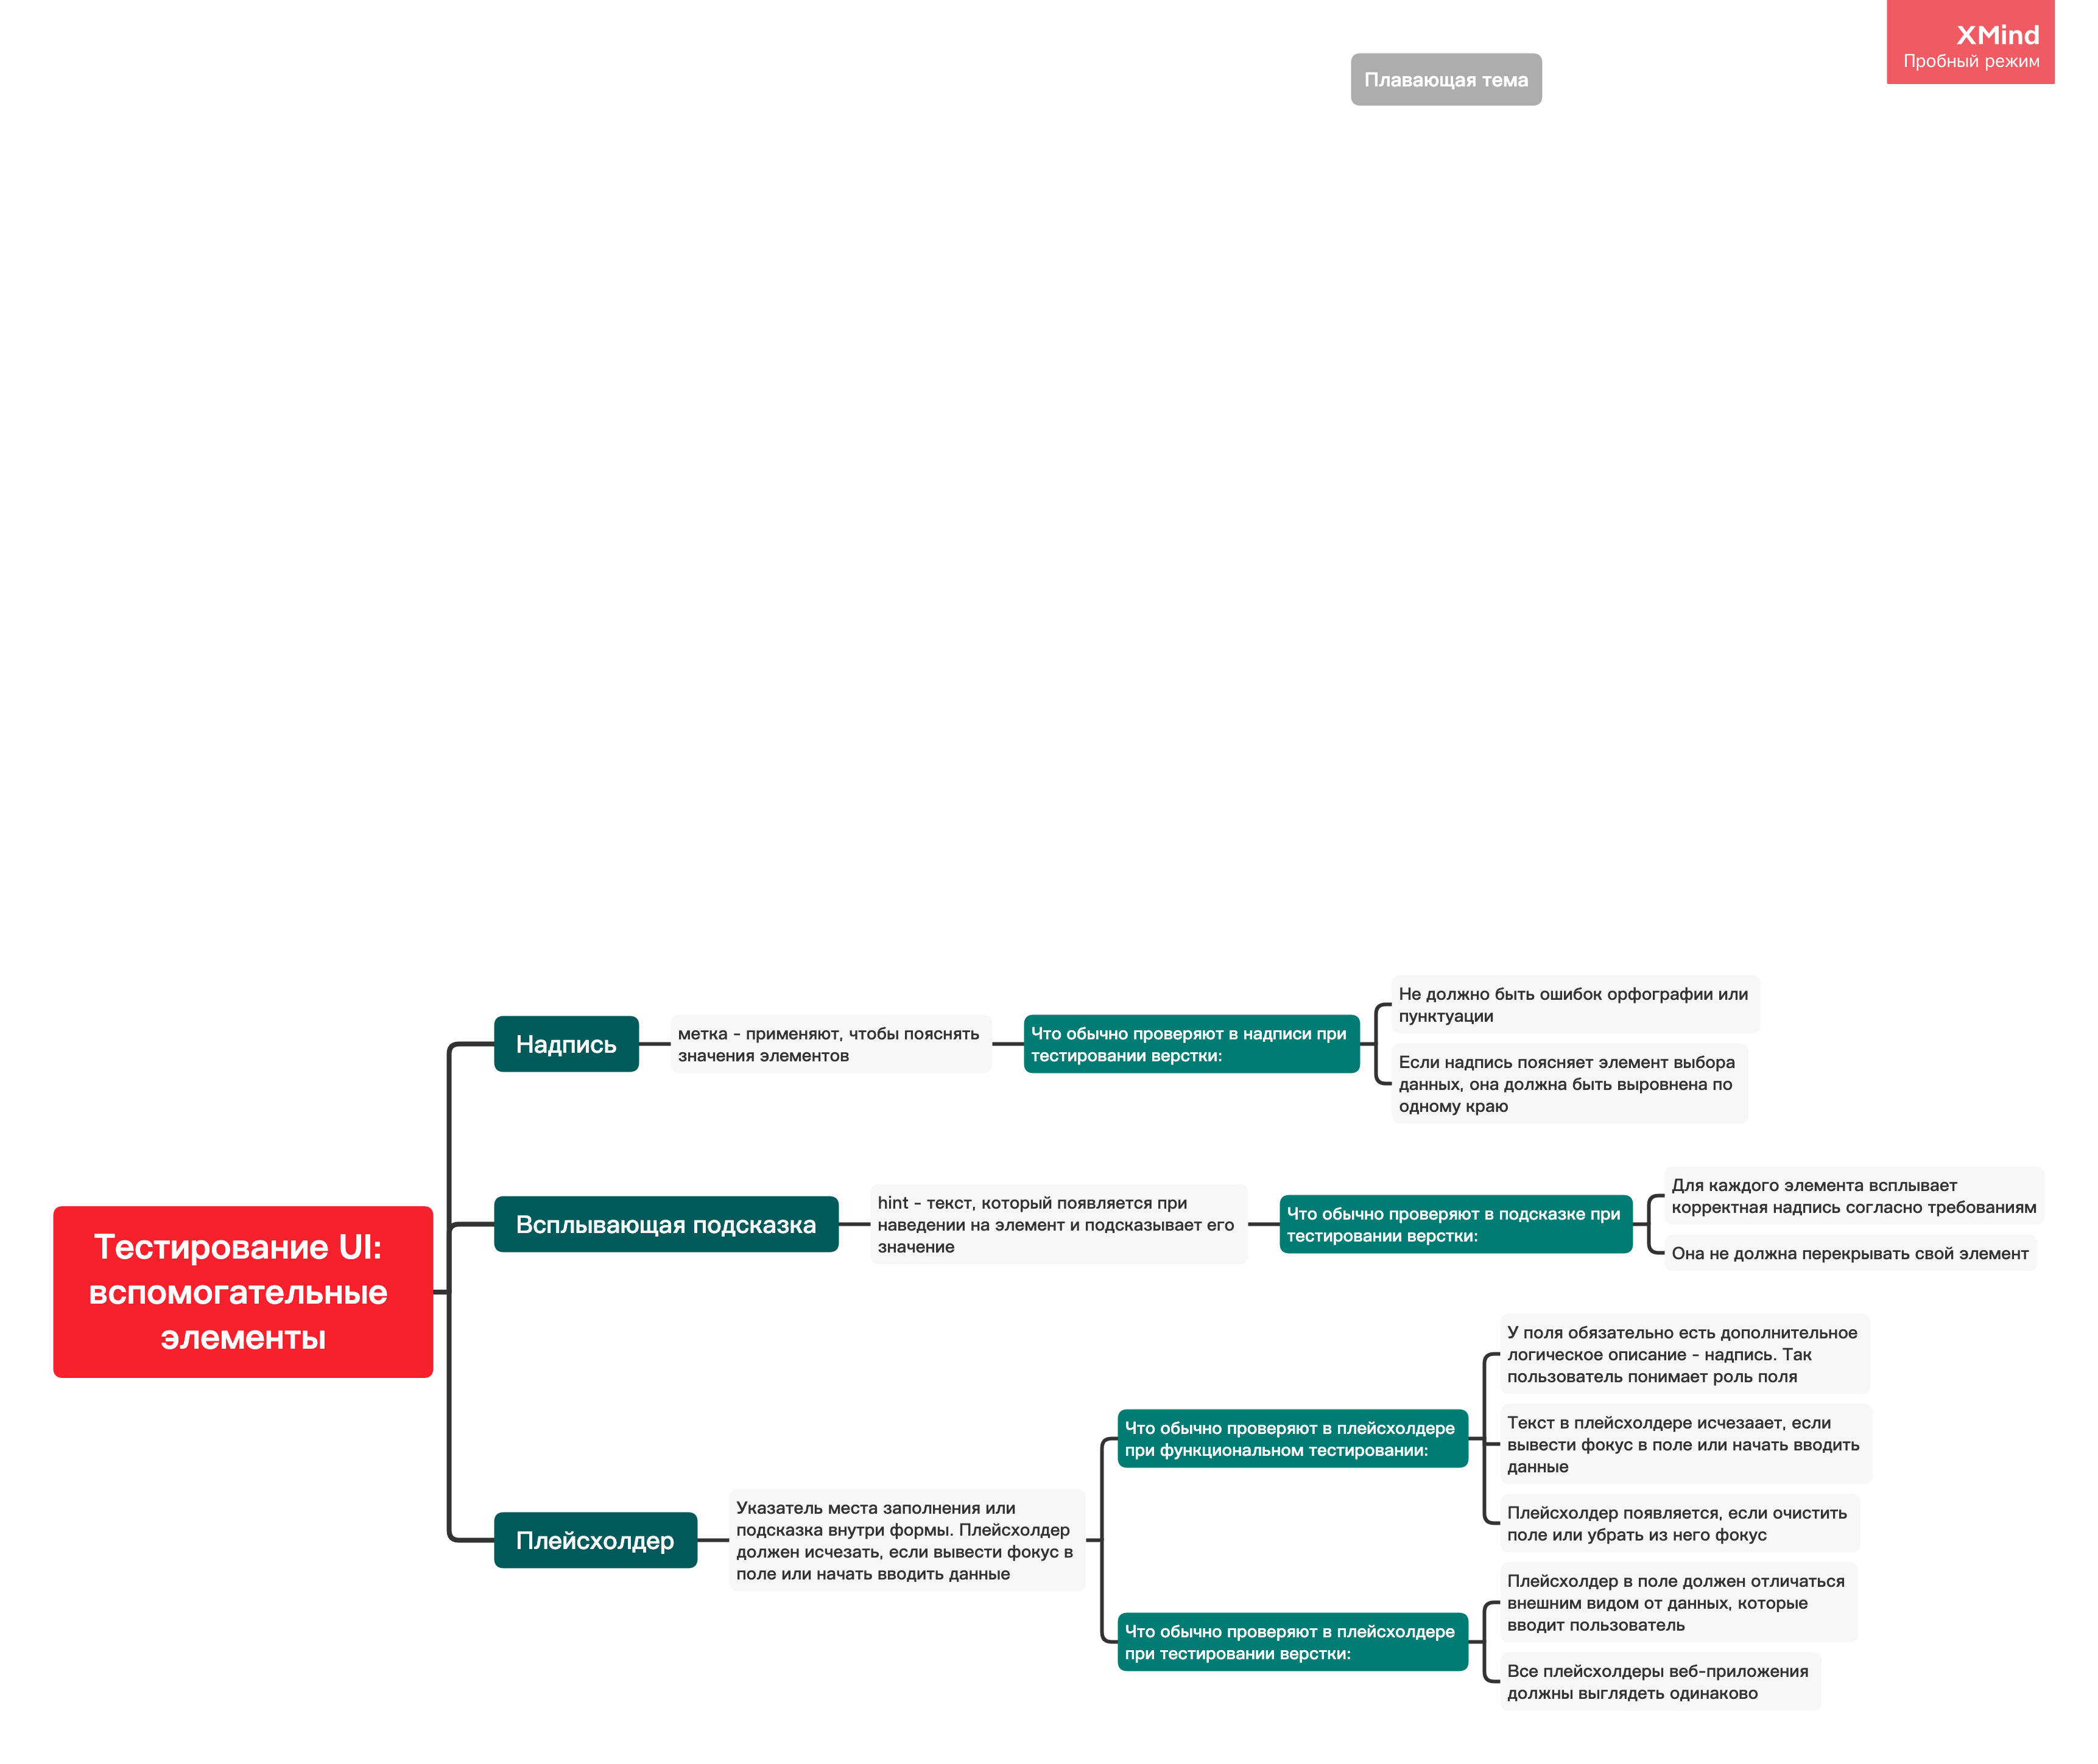 XMind
Пробный режим
Плавающая тема
Тестирование UI:
вспомогательные
элементы
Надпись
метка - применяют, чтобы пояснять
значения элементов
Что обычно проверяют в надписи при
тестировании верстки:
Не должно быть ошибок орфографии или
пунктуации
Если надпись поясняет элемент выбора
данных, она должна быть выровнена по
одному краю
Всплывающая подсказка
hint - текст, который появляется при
наведении на элемент и подсказывает его
значение
Что обычно проверяют в подсказке при
тестировании верстки:
Для каждого элемента всплывает
корректная надпись согласно требованиям
Она не должна перекрывать свой элемент
Плейсхолдер
Указатель места заполнения или
подсказка внутри формы. Плейсхолдер
должен исчезать, если вывести фокус в
поле или начать вводить данные
Что обычно проверяют в плейсхолдере
при функциональном тестировании:
У поля обязательно есть дополнительное
логическое описание - надпись. Так
пользователь понимает роль поля
Текст в плейсхолдере исчезаает, если
вывести фокус в поле или начать вводить
данные
Плейсхолдер появляется, если очистить
поле или убрать из него фокус
Что обычно проверяют в плейсхолдере
при тестировании верстки:
Плейсхолдер в поле должен отличаться
внешним видом от данных, которые
вводит пользователь
Все плейсхолдеры веб-приложения
должны выглядеть одинаково